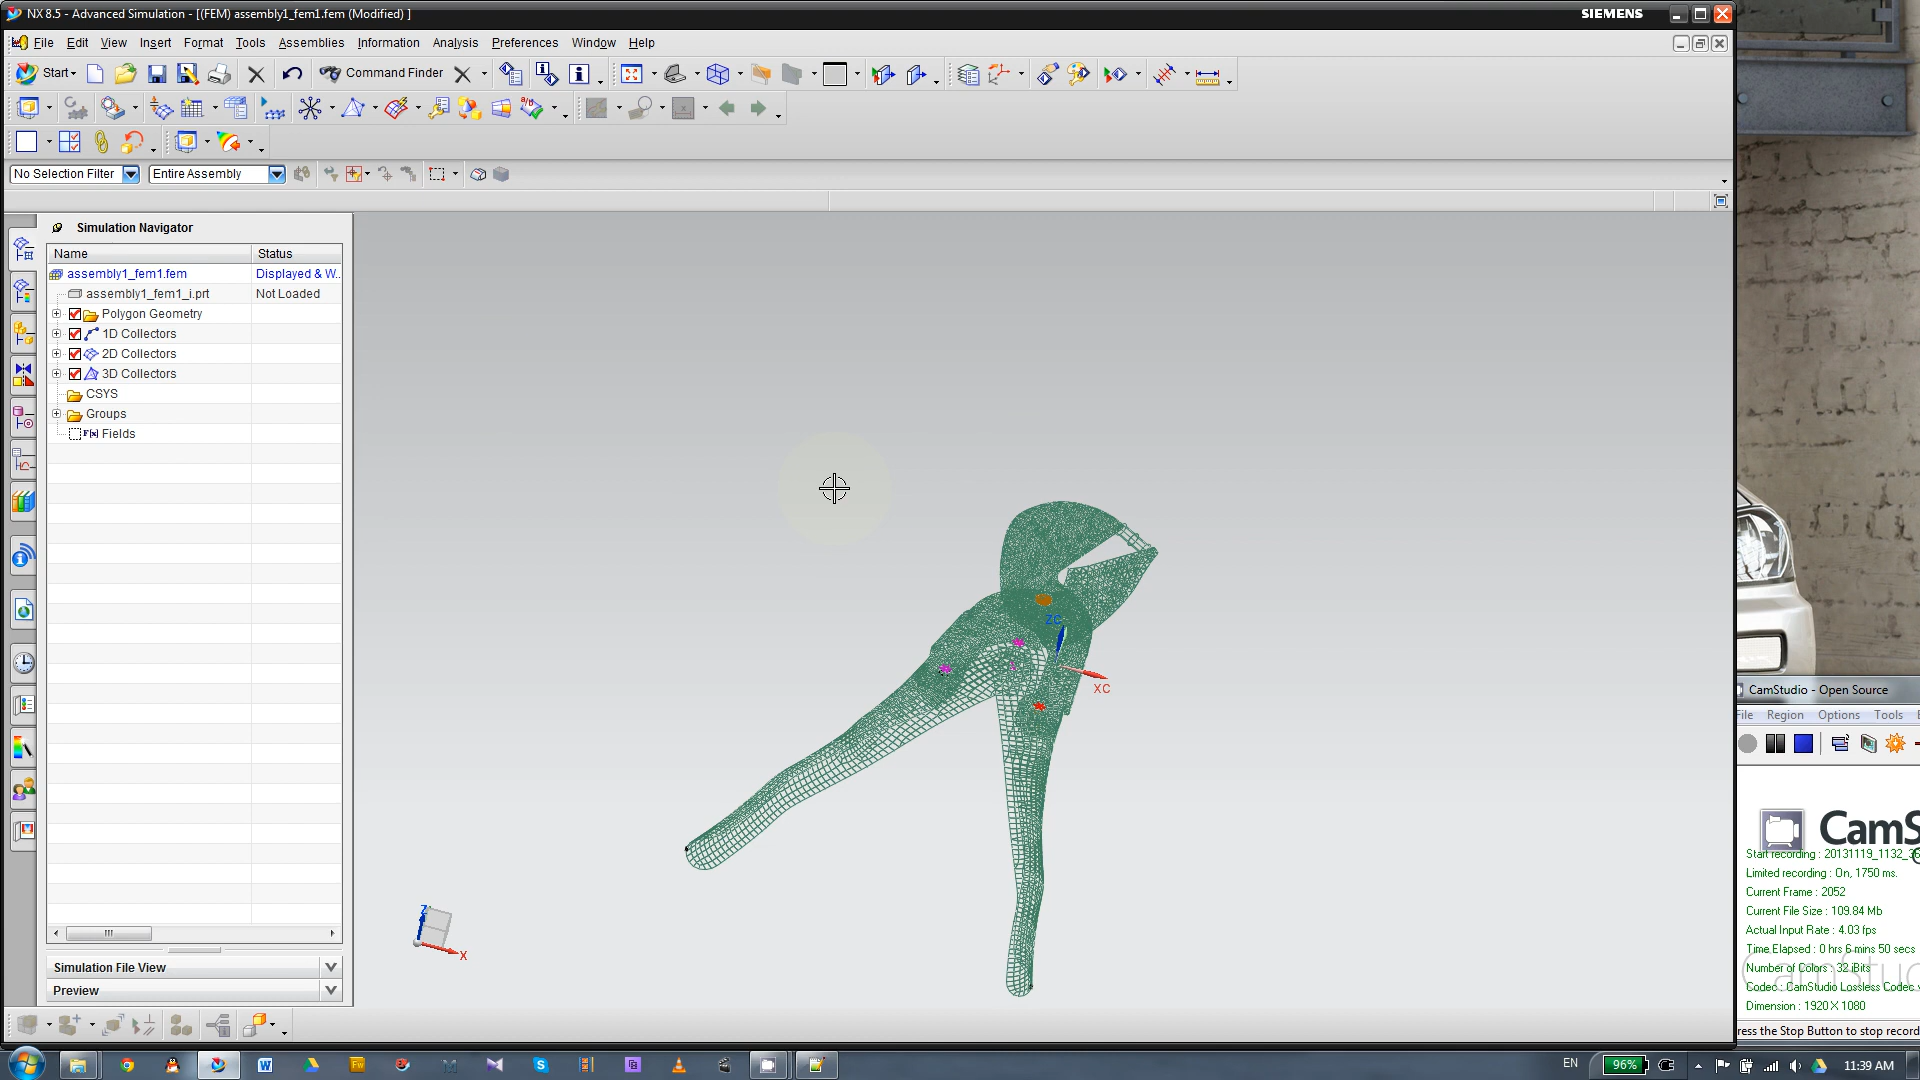 NX 8.5 - Advanced Simulation - [(FEM) assembly1_fem1.fem (Modified) ]
SIEMENS
File Edit View Insert Format Tools Assemblies Information Analysis Preferences Window Help
Start Command Finder
No Selection Filter Entire Assembly
Simulation Navigator
Name Status
assembly1_fem1.fem Displayed & W..
assembly1_fem1_i.prt Not Loaded
Polygon Geometry
1D Collectors
2D Collectors
3D Collectors
CSYS
Groups
F(x) Fields
ZC
XC
Z
X
Simulation File View
Preview
CamStudio - Open Source
File Region Options Tools
CamS
Start recording : 20131119_1132_36
Limited recording : On, 1750 ms.
Current Frame : 2052
Current File Size : 109.84 Mb
Actual Input Rate : 4.03 fps
Time Elapsed : 0 hrs 6 mins 50 secs
Number of Colors : 32 iBits
Codec : CamStudio Lossless Codec v
Dimension : 1920 X 1080
ress the Stop Button to stop record
EN 96% 11:39 AM